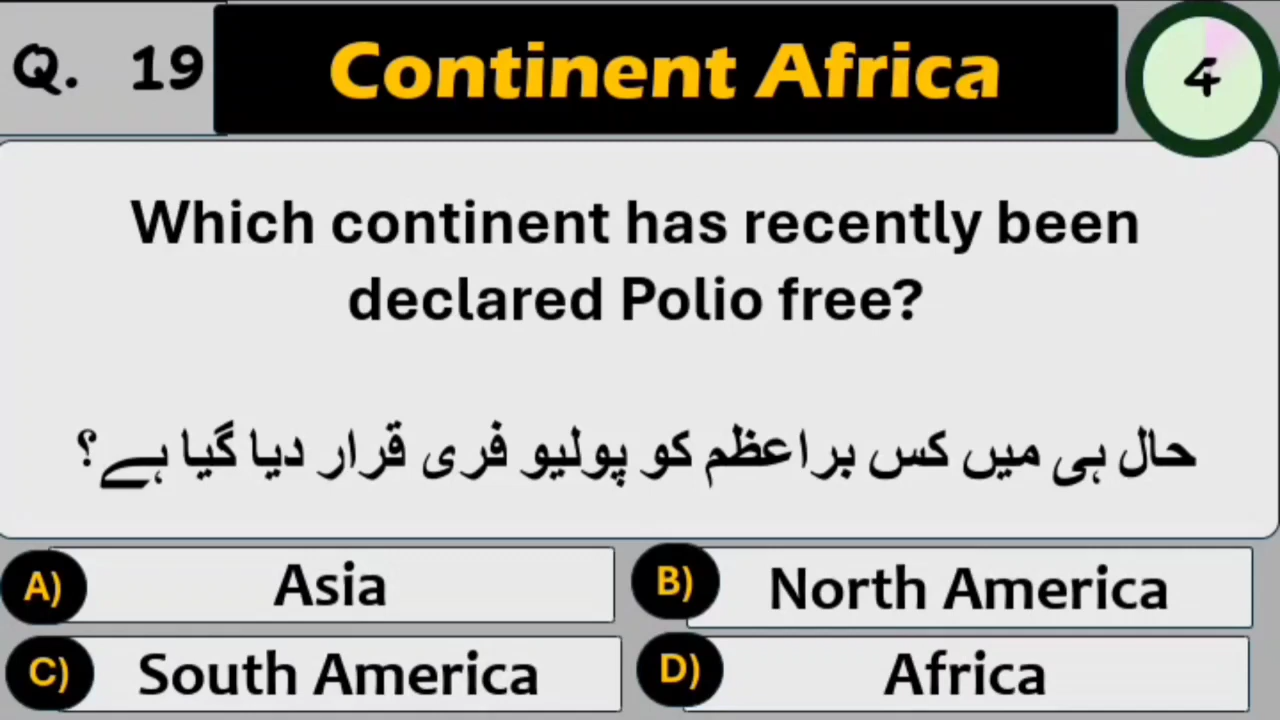 Q. 19
Continent Africa
4
Which continent has recently been
declared Polio free?
حال ہی میں کس براعظم کو پولیو فری قرار دیا گیا ہے؟
A) Asia
B) North America
C) South America
D) Africa